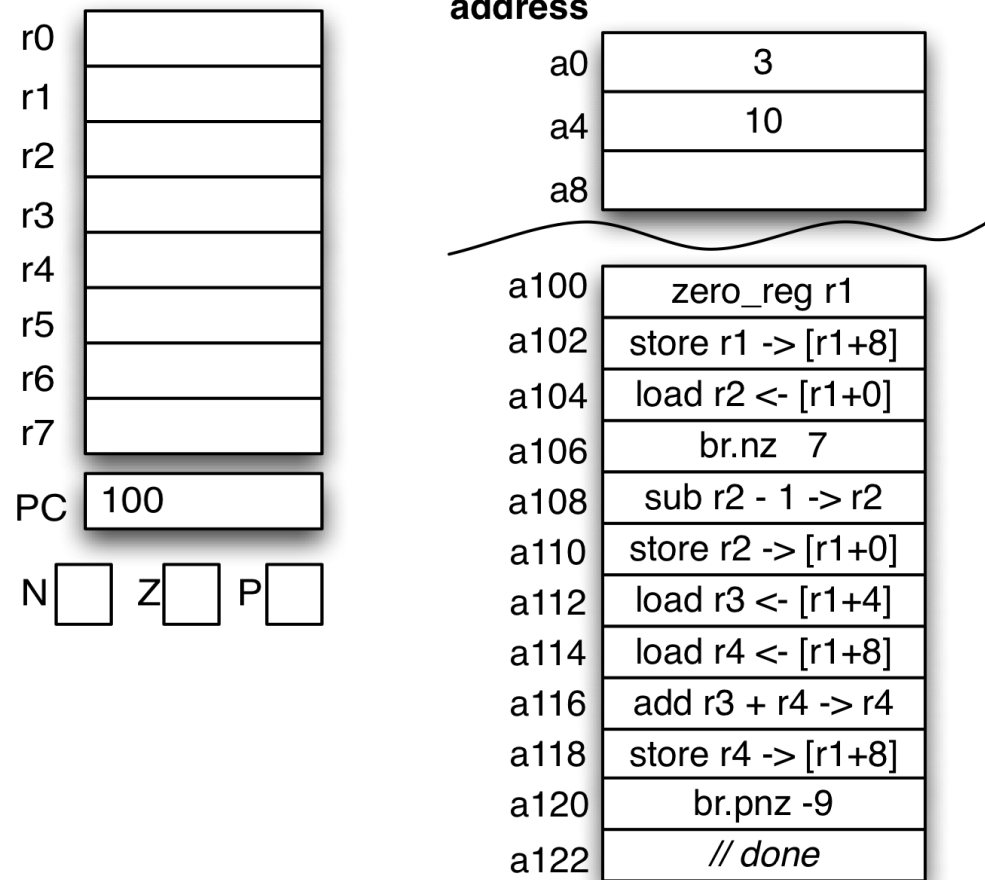 address
r0
r1
r2
r3
r4
r5
r6
r7
PC 100
N Z P
a0 3
a4 10
a8
a100 zero_reg r1
a102 store r1 -> [r1+8]
a104 load r2 <- [r1+0]
a106 br.nz 7
a108 sub r2 - 1 -> r2
a110 store r2 -> [r1+0]
a112 load r3 <- [r1+4]
a114 load r4 <- [r1+8]
a116 add r3 + r4 -> r4
a118 store r4 -> [r1+8]
a120 br.pnz -9
a122 // done